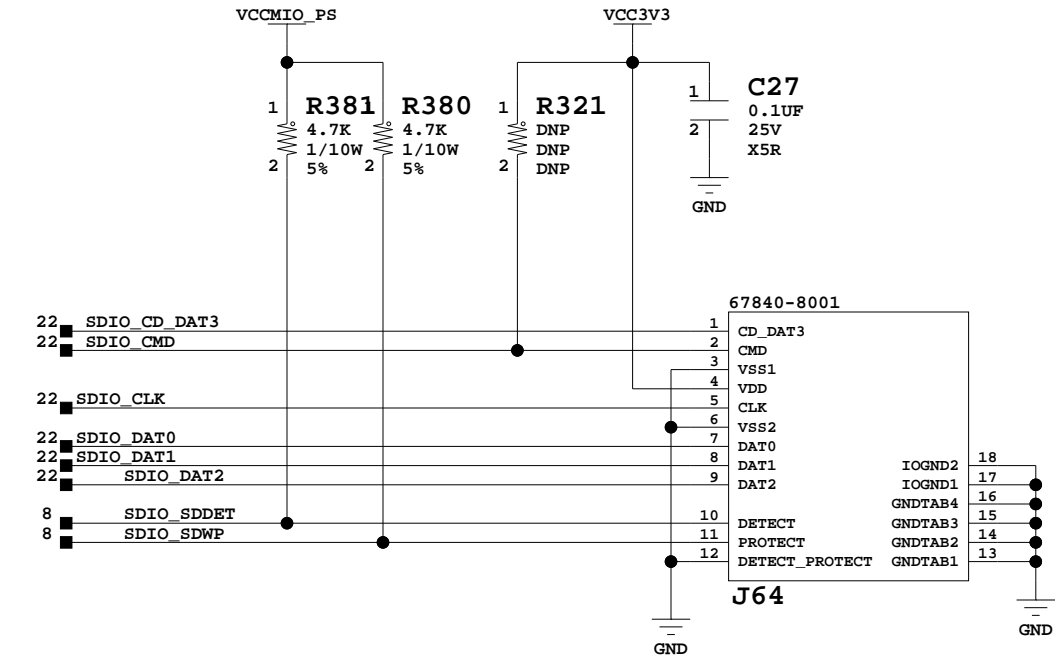 VCCMIO_PS
VCC3V3
1
R381
4.7K
1/10W
5%
2
1
R380
4.7K
1/10W
5%
2
1
R321
DNP
DNP
DNP
2
1
C27
0.1UF
25V
X5R
2
GND
67840-8001
22 SDIO_CD_DAT3 1 CD_DAT3
22 SDIO_CMD 2 CMD
3 VSS1
4 VDD
22 SDIO_CLK 5 CLK
6 VSS2
22 SDIO_DAT0 7 DAT0
22 SDIO_DAT1 8 DAT1 IOGND2 18
22 SDIO_DAT2 9 DAT2 IOGND1 17
GNDTAB4 16
8 SDIO_SDDET 10 DETECT GNDTAB3 15
8 SDIO_SDWP 11 PROTECT GNDTAB2 14
12 DETECT_PROTECT GNDTAB1 13
J64
GND
GND